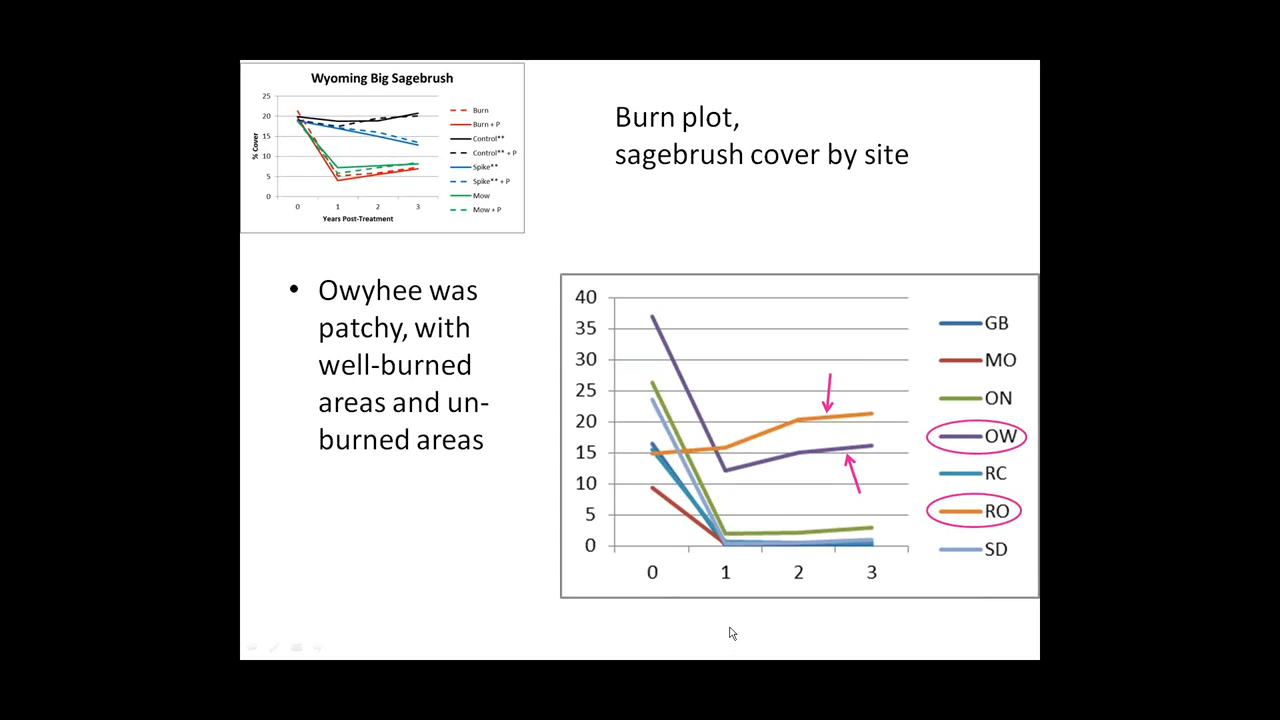 Wyoming Big Sagebrush
25
20
15
10
5
0
% Cover
0 1 2 3
Years Post-Treatment
Burn
Burn + P
Control**
Control** + P
Spike**
Spike** + P
Mow
Mow + P
Burn plot,
sagebrush cover by site
• Owyhee was
patchy, with
well-burned
areas and un-
burned areas
40
35
30
25
20
15
10
5
0
0 1 2 3
GB
MO
ON
OW
RC
RO
SD